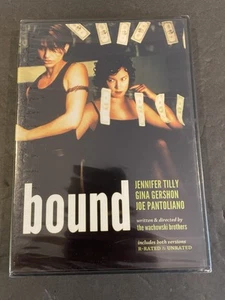 bound
JENNIFER TILLY
GINA GERSHON
JOE PANTOLIANO
written & directed by
the wachowski brothers
includes both versions
R-RATED & UNRATED